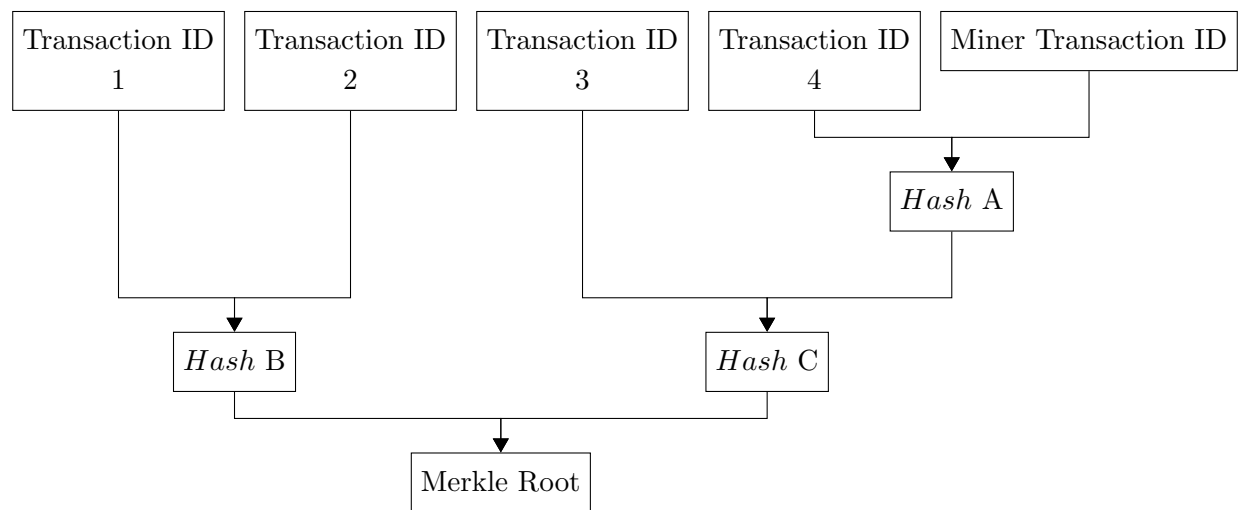 Transaction ID
1
Transaction ID
2
Transaction ID
3
Transaction ID
4
Miner Transaction ID
Hash A
Hash B
Hash C
Merkle Root